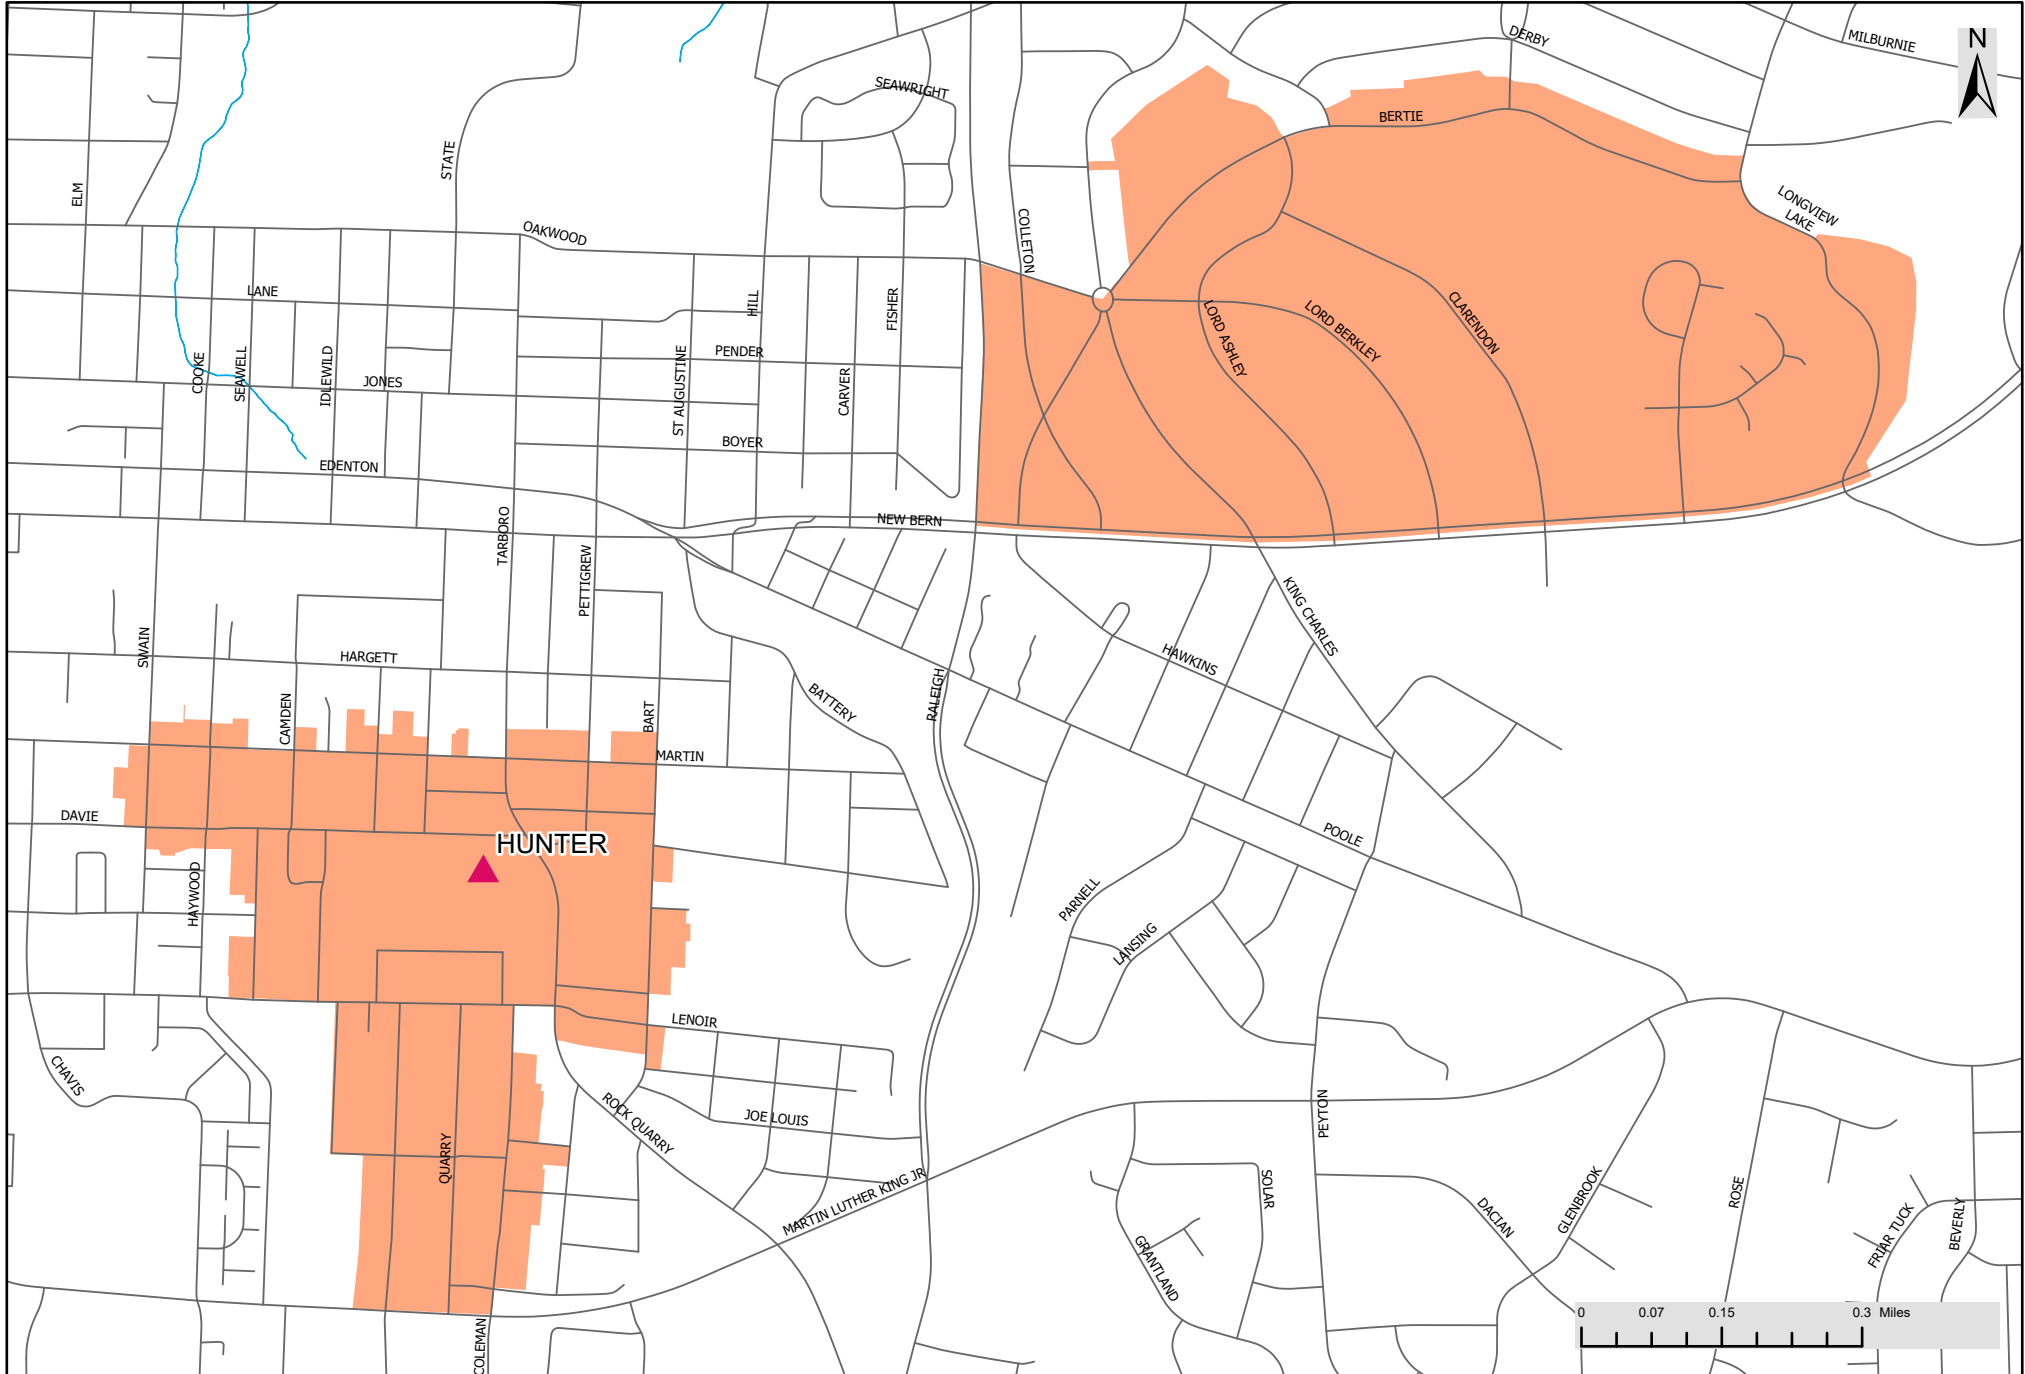 DERBY
MILBURNIE
N
SEAWRIGHT
BERTIE
STATE
ELM
LONGVIEW
LAKE
OAKWOOD
COLLETON
LANE
HILL
FISHER
LORD ASHLEY
LORD BERKLEY
CLARENDON
PENDER
COOKE
SEAWELL
IDLEWILD
JONES
ST AUGUSTINE
CARVER
BOYER
EDENTON
NEW BERN
TARBORO
PETTIGREW
KING CHARLES
SWAIN
HARGETT
HAWKINS
CAMDEN
BART
BATTERY
RALEIGH
MARTIN
DAVIE
HUNTER
POOLE
HAYWOOD
PARNELL
LANSING
LENOIR
CHAVIS
ROCK QUARRY
JOE LOUIS
PEYTON
QUARRY
MARTIN LUTHER KING JR
SOLAR
DACIAN
GLENBROOK
ROSE
FRIAR TUCK
BEVERLY
GRANTLAND
COLEMAN
0 0.07 0.15 0.3 Miles